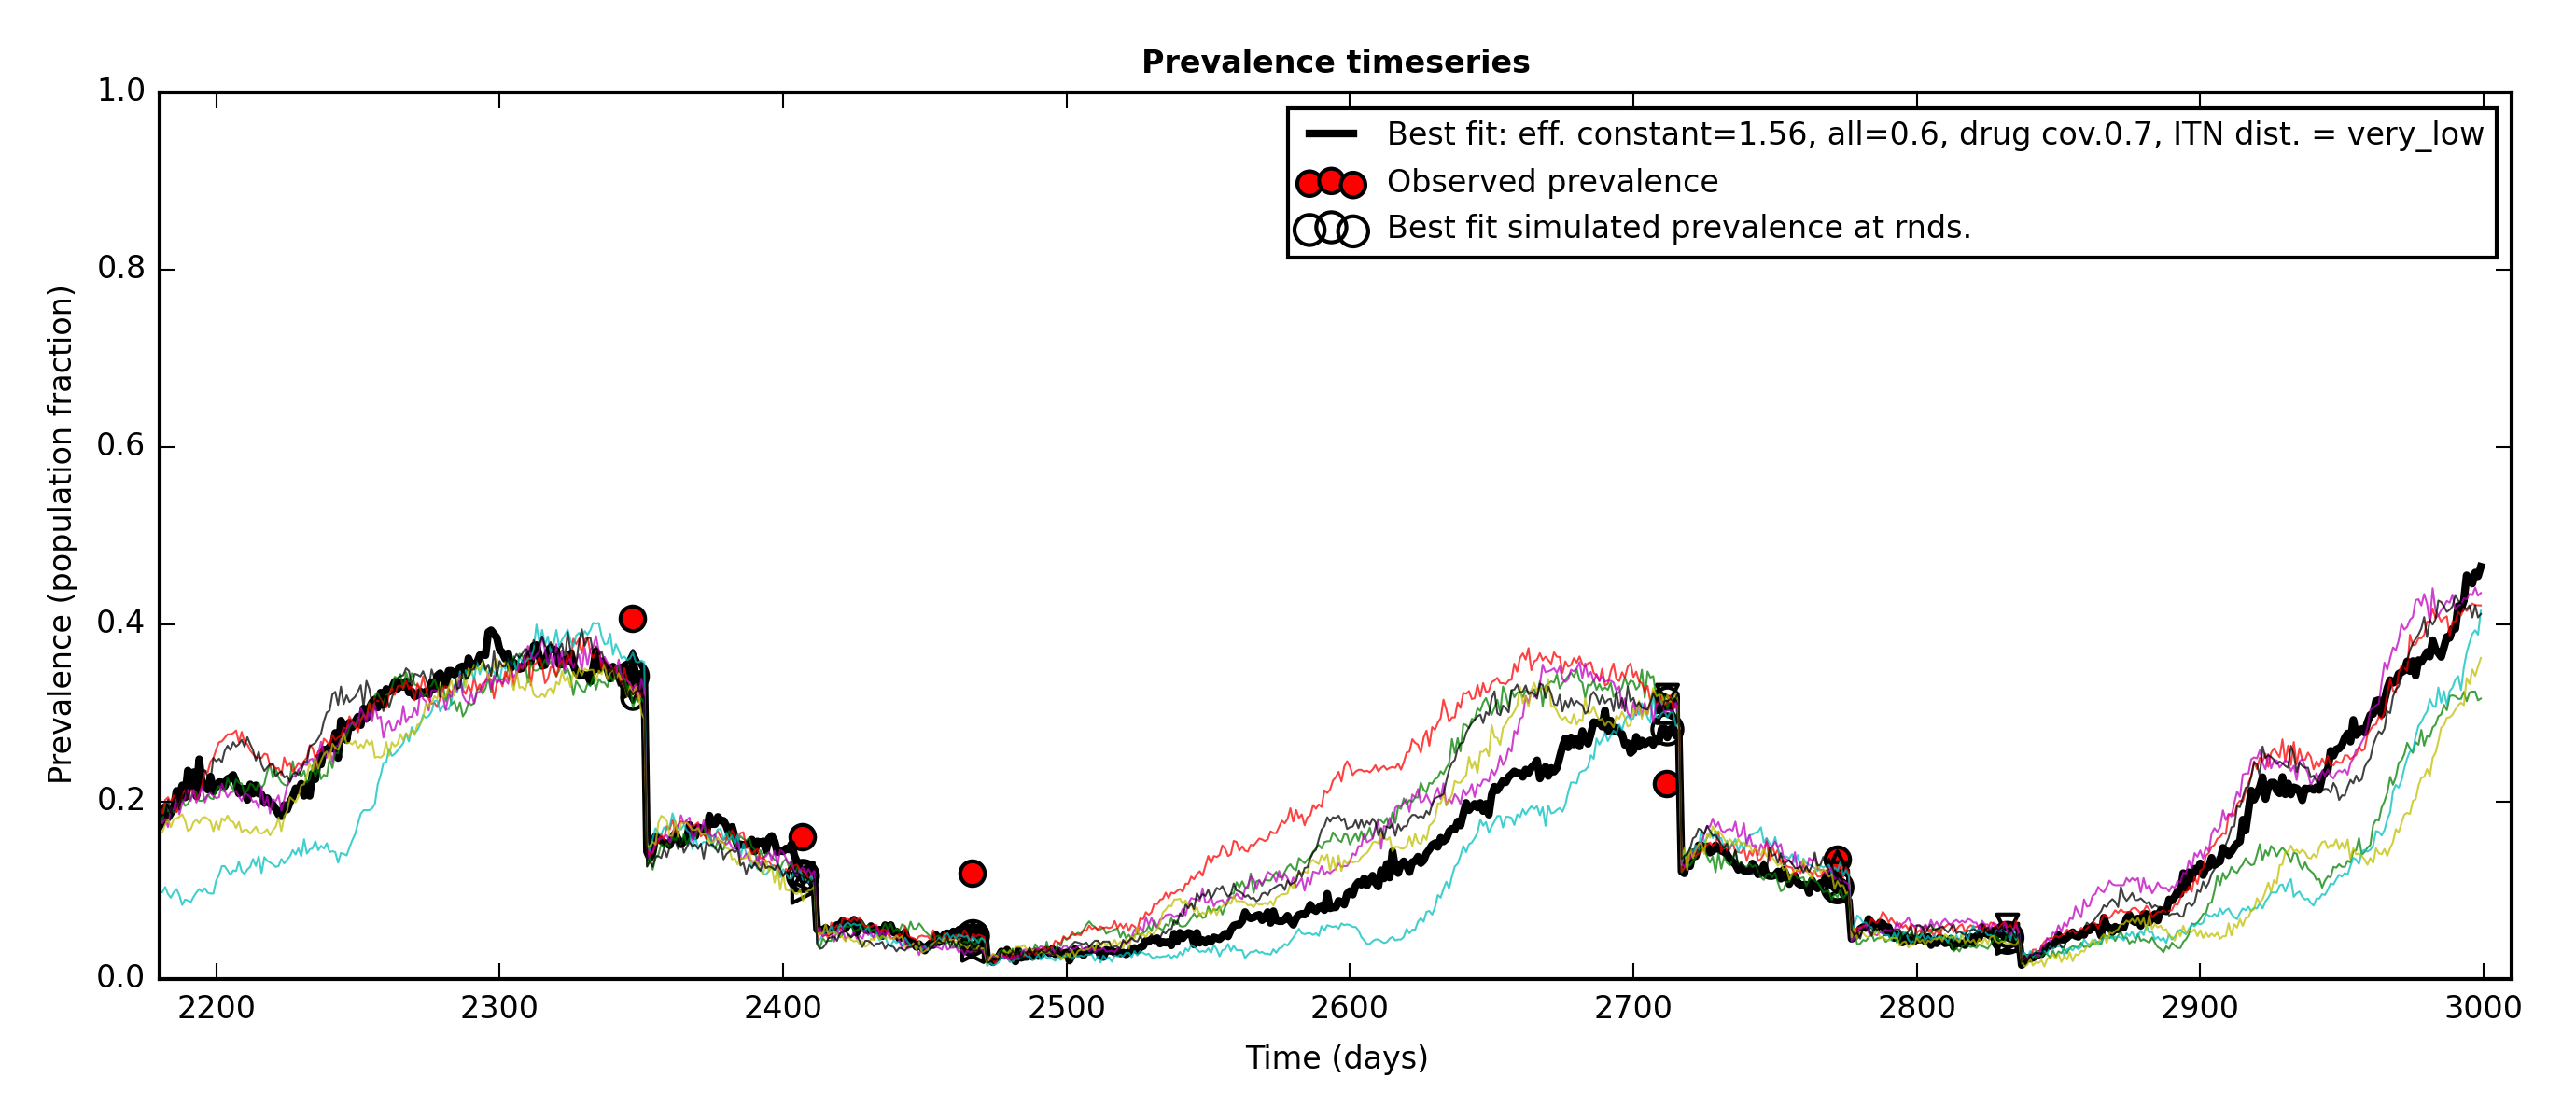 Prevalence timeseries
Best fit: eff. constant=1.56, all=0.6, drug cov.0.7, ITN dist. = very_low
Observed prevalence
Best fit simulated prevalence at rnds.
Prevalence (population fraction)
1.0
0.8
0.6
0.4
0.2
0.0
2200 2300 2400 2500 2600 2700 2800 2900 3000
Time (days)